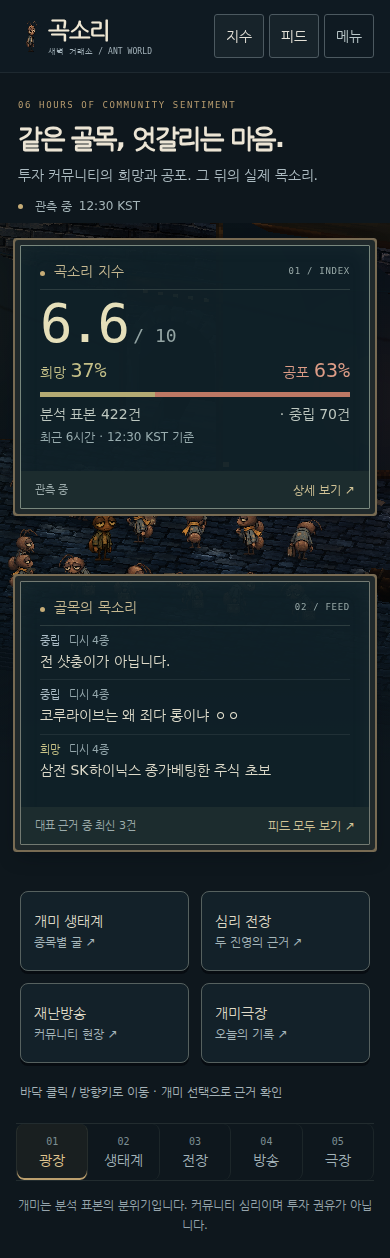 곡소리
새벽 거래소 / ANT WORLD
지수
피드
메뉴
06 HOURS OF COMMUNITY SENTIMENT
같은 골목, 엇갈리는 마음.
투자 커뮤니티의 희망과 공포. 그 뒤의 실제 목소리.
관측 중 12:30 KST
곡소리 지수
01 / INDEX
6.6 / 10
희망 37%
공포 63%
분석 표본 422건
· 중립 70건
최근 6시간 · 12:30 KST 기준
관측 중
상세 보기 ↗
골목의 목소리
02 / FEED
중립 디시 4종
전 샷충이가 아닙니다.
중립 디시 4종
코루라이브는 왜 죄다 롱이냐 ㅇㅇ
희망 디시 4종
삼전 SK하이닉스 종가베팅한 주식 초보
대표 근거 중 최신 3건
피드 모두 보기 ↗
개미 생태계
종목별 굴 ↗
심리 전장
두 진영의 근거 ↗
재난방송
커뮤니티 현장 ↗
개미극장
오늘의 기록 ↗
바닥 클릭 / 방향키로 이동 · 개미 선택으로 근거 확인
01
광장
02
생태계
03
전장
04
방송
05
극장
개미는 분석 표본의 분위기입니다. 커뮤니티 심리이며 투자 권유가 아닙
니다.